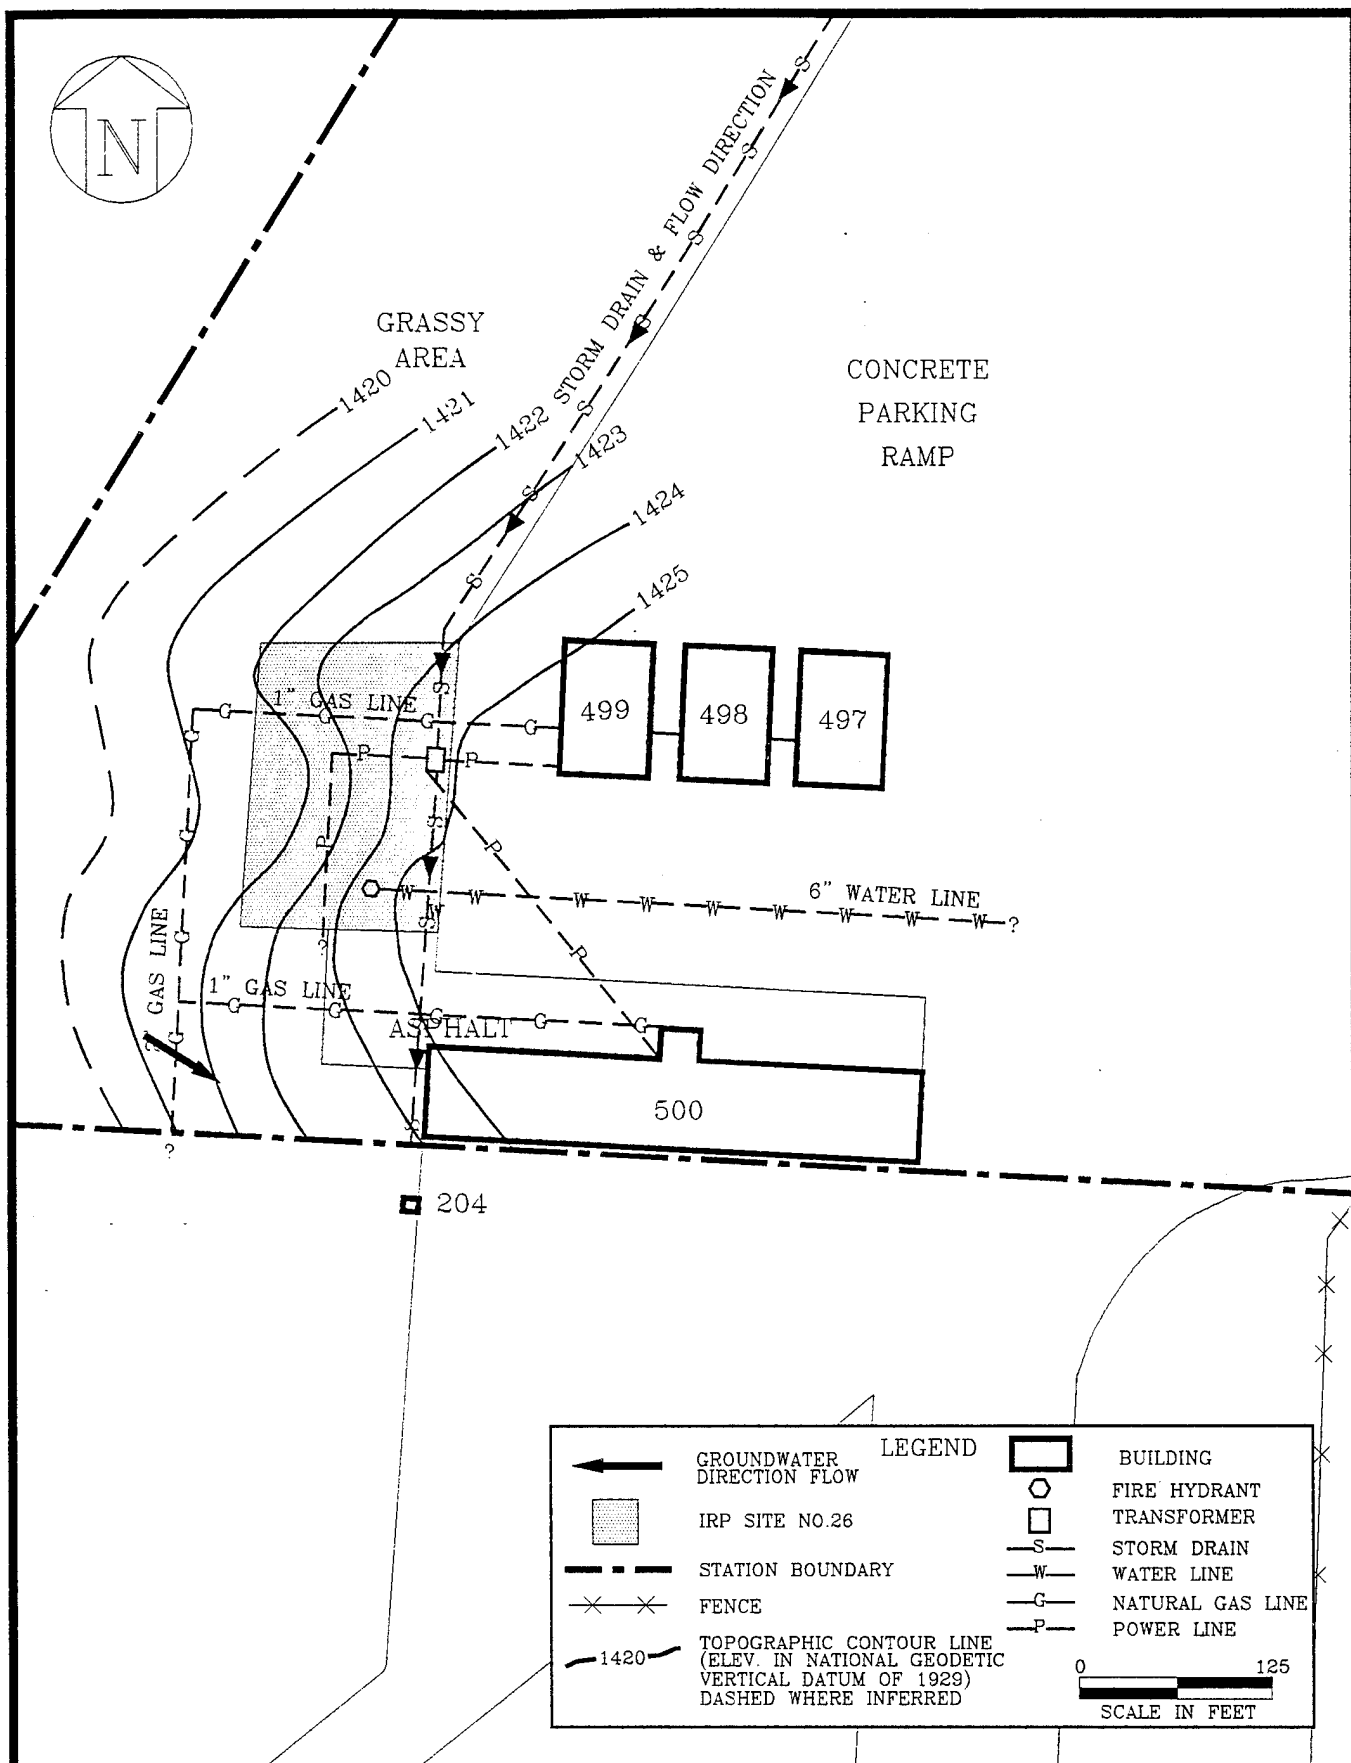 N
STORM DRAIN & FLOW DIRECTION
S
S
S
S
S
S
S
GRASSY
AREA
CONCRETE
PARKING
RAMP
1420
1421
1422
1423
1424
1425
1" GAS LINE
G
G
G
G
G
S
499
498
497
P
P
P
P
P
S
G
G
G
6" WATER LINE
W
W
W
W
W
W
W
W
W
W
?
?
S
GAS LINE
2"
1" GAS LINE
G
G
G
G
G
ASPHALT
500
S
?
204
LEGEND
GROUNDWATER
DIRECTION FLOW
IRP SITE NO.26
STATION BOUNDARY
FENCE
1420
TOPOGRAPHIC CONTOUR LINE
(ELEV. IN NATIONAL GEODETIC
VERTICAL DATUM OF 1929)
DASHED WHERE INFERRED
BUILDING
FIRE HYDRANT
TRANSFORMER
S STORM DRAIN
W WATER LINE
G NATURAL GAS LINE
P POWER LINE
0 125
SCALE IN FEET